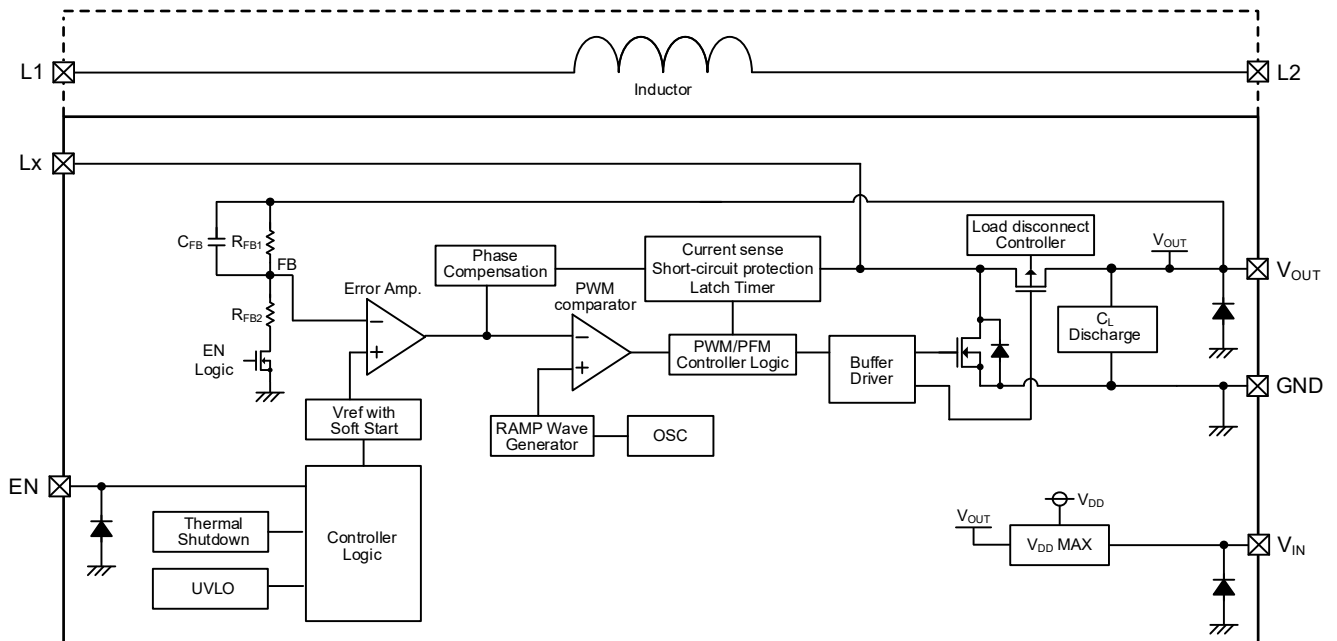 L1
L2
Inductor
Lx
CFB
RFB1
FB
RFB2
EN
Logic
Error Amp.
Phase
Compensation
PWM
comparator
Current sense
Short-circuit protection
Latch Timer
Load disconnect
Controller
VOUT
VOUT
CL
Discharge
PWM/PFM
Controller Logic
Buffer
Driver
GND
Vref with
Soft Start
RAMP Wave
Generator
OSC
EN
Thermal
Shutdown
Controller
Logic
UVLO
VDD
VOUT
VDD MAX
VIN